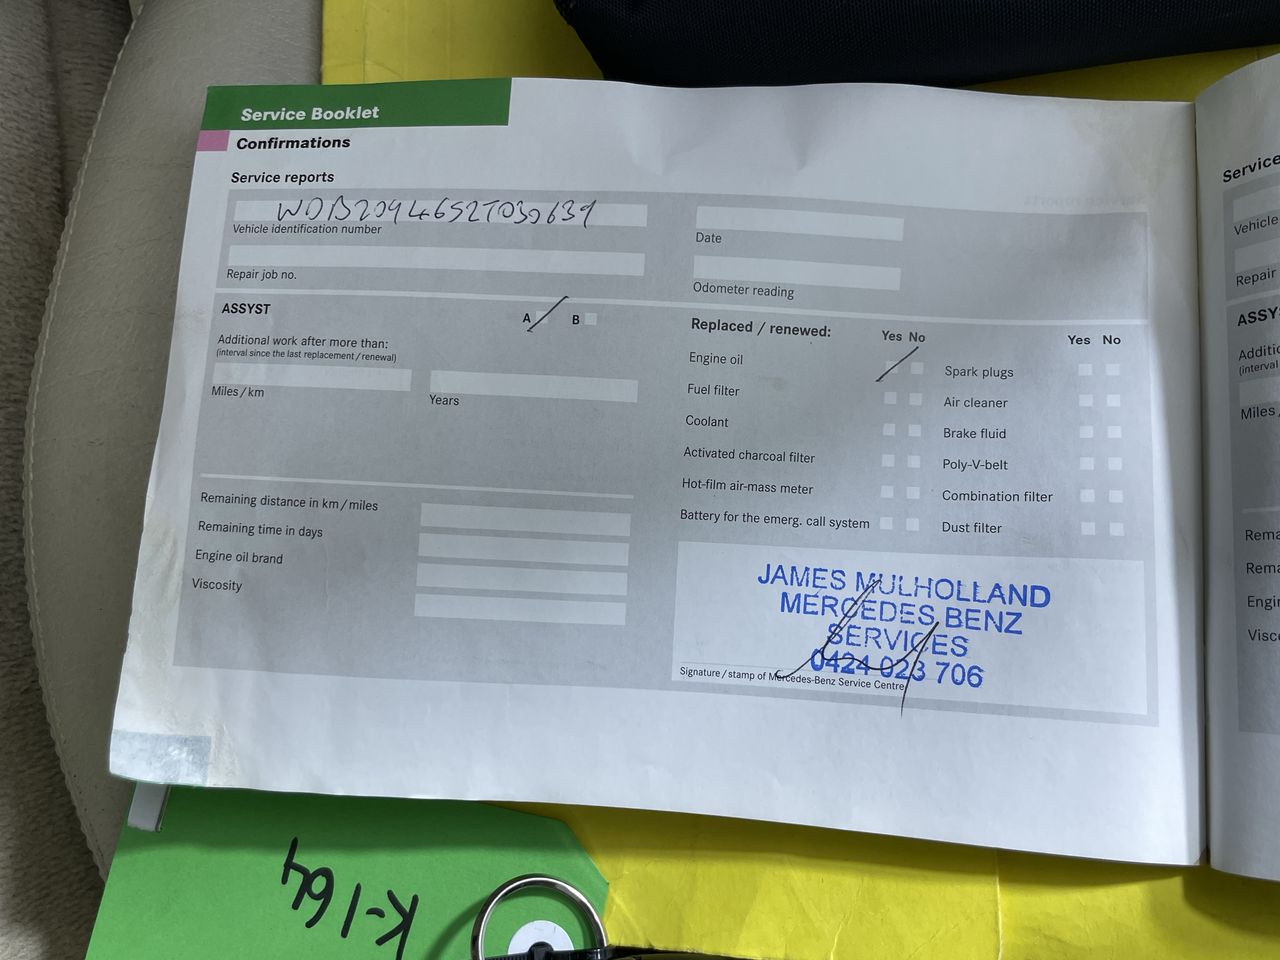 Service Booklet
Confirmations
Service reports
WDB2094652T030639
Vehicle identification number
Date
Repair job no.
Odometer reading
ASSYST
A
B
Additional work after more than:
(interval since the last replacement / renewal)
Miles / km
Years
Remaining distance in km / miles
Remaining time in days
Engine oil brand
Viscosity
Replaced / renewed:
Yes No
Yes No
Engine oil
Spark plugs
Fuel filter
Air cleaner
Coolant
Brake fluid
Activated charcoal filter
Poly-V-belt
Hot-film air-mass meter
Combination filter
Battery for the emerg. call system
Dust filter
JAMES MULHOLLAND
MERCEDES BENZ
SERVICES
0424 023 706
Signature / stamp of Mercedes-Benz Service Centre
Service
Vehicle
Repair
ASSY
Additio
(interval
Miles
Rema
Rema
Engi
Visc
K-164